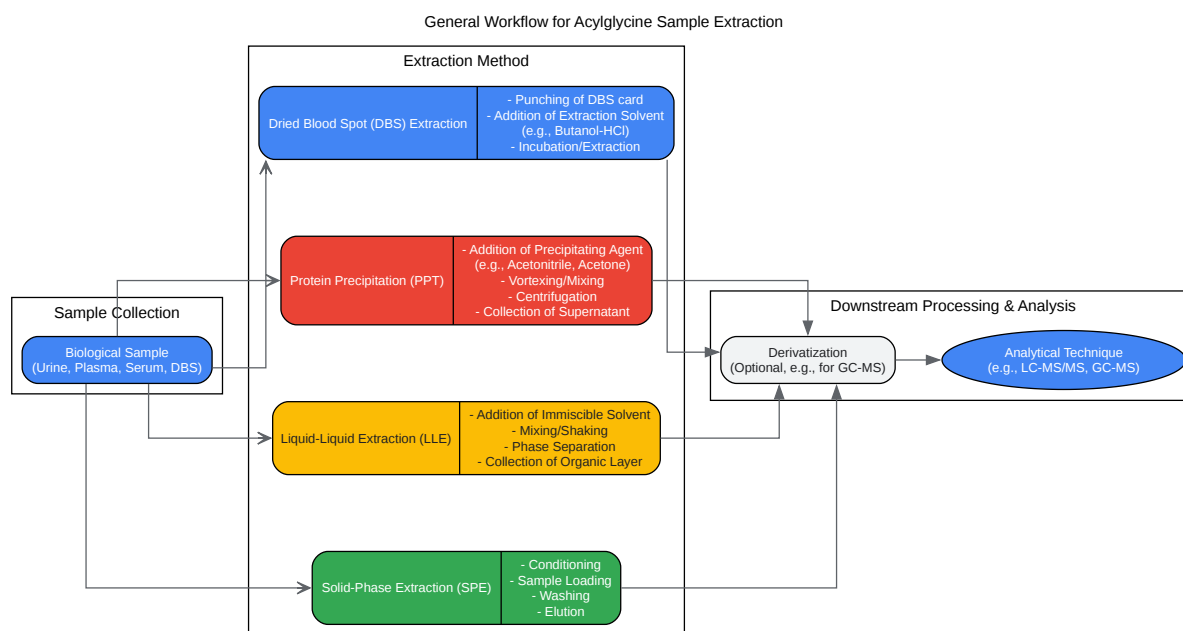 General Workflow for Acylglycine Sample Extraction
Extraction Method
Dried Blood Spot (DBS) Extraction
- Punching of DBS card
- Addition of Extraction Solvent
(e.g., Butanol-HCl)
- Incubation/Extraction
Protein Precipitation (PPT)
- Addition of Precipitating Agent
(e.g., Acetonitrile, Acetone)
- Vortexing/Mixing
- Centrifugation
- Collection of Supernatant
Sample Collection
Biological Sample
(Urine, Plasma, Serum, DBS)
Downstream Processing & Analysis
Derivatization
(Optional, e.g., for GC-MS)
Analytical Technique
(e.g., LC-MS/MS, GC-MS)
Liquid-Liquid Extraction (LLE)
- Addition of Immiscible Solvent
- Mixing/Shaking
- Phase Separation
- Collection of Organic Layer
Solid-Phase Extraction (SPE)
- Conditioning
- Sample Loading
- Washing
- Elution